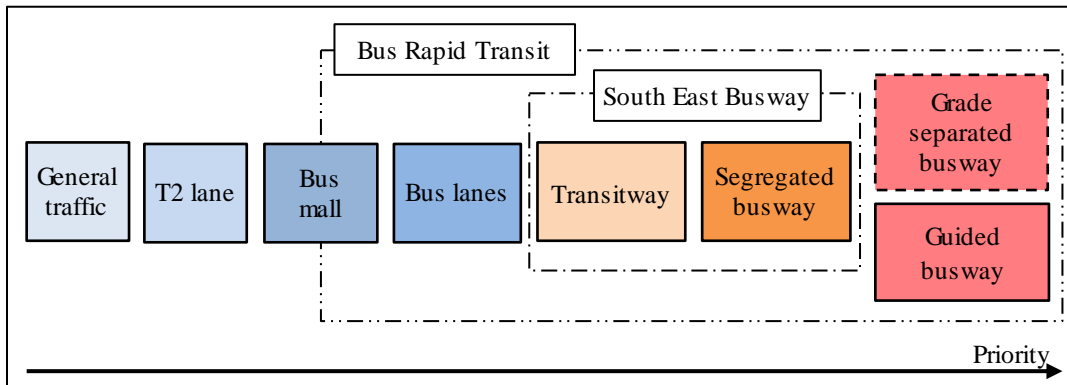 Bus Rapid Transit
South East Busway
Grade
separated
busway
General
traffic
T2 lane
Bus
mall
Bus lanes
Transitway
Segregated
busway
Guided
busway
Priority